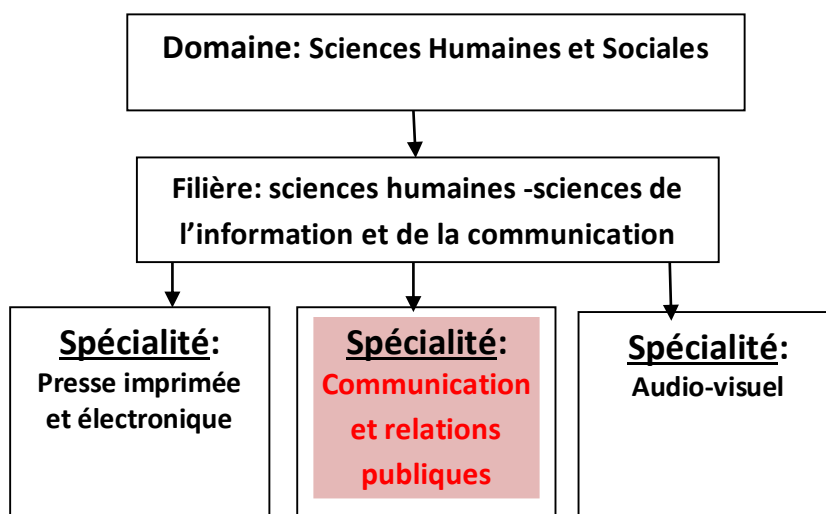 Domaine: Sciences Humaines et Sociales
Filière: sciences humaines -sciences de
l’information et de la communication
Spécialité:
Presse imprimée
et électronique
Spécialité:
Communication
et relations
publiques
Spécialité:
Audio-visuel